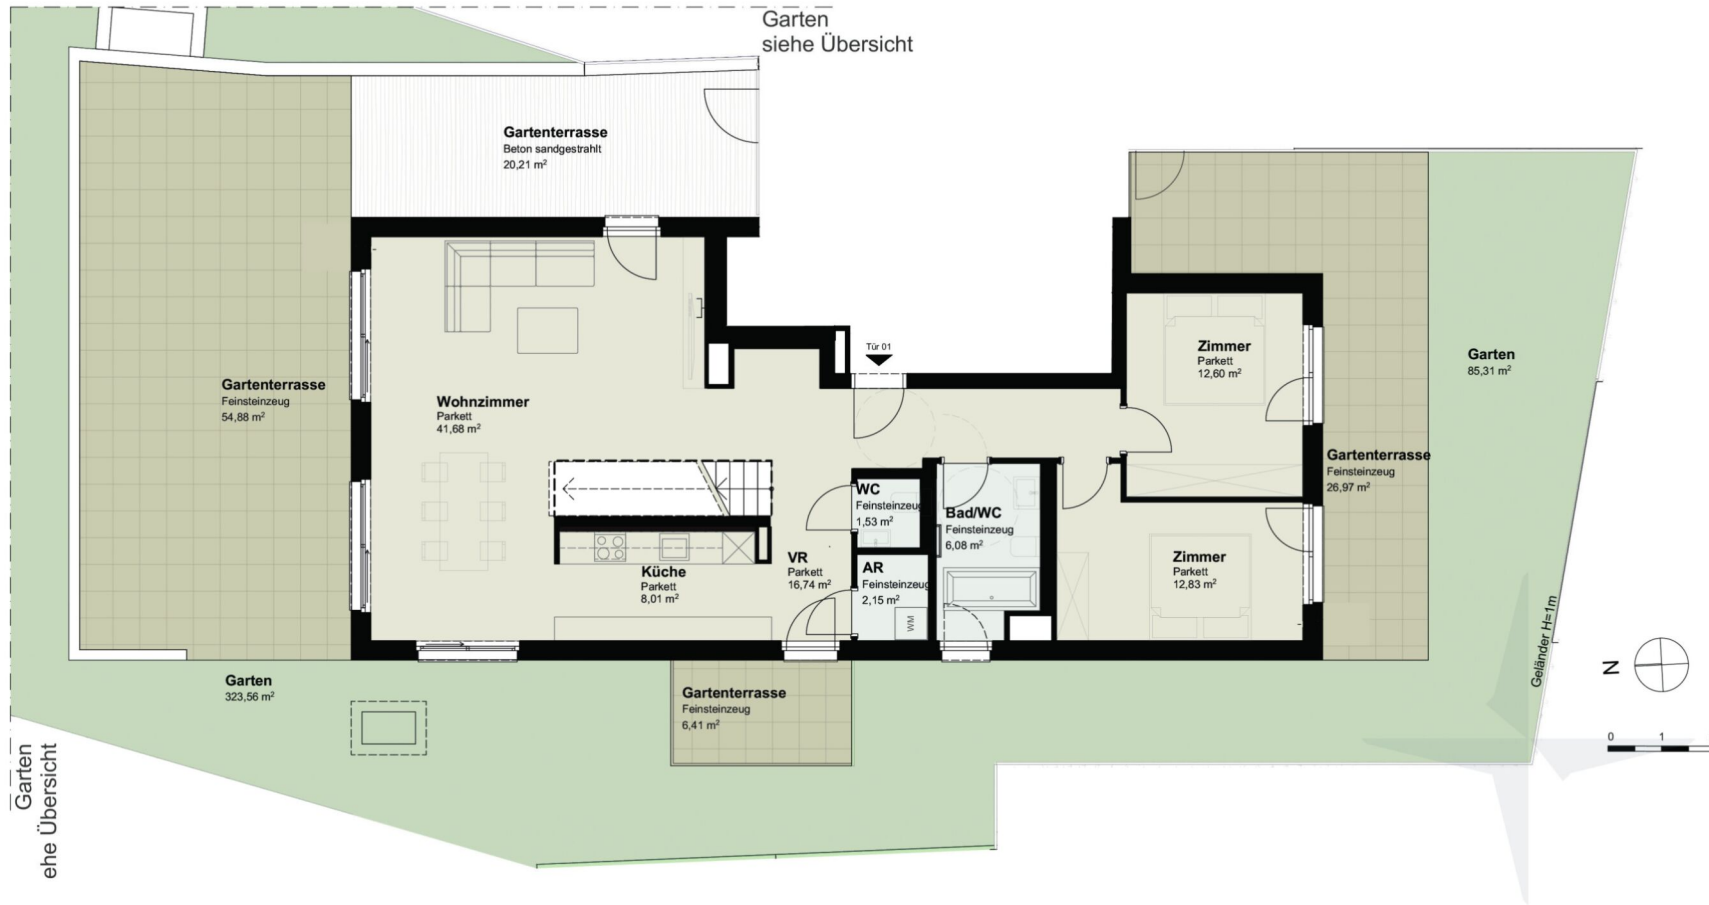 Garten
siehe Übersicht
Gartenterrasse
Beton sandgestrahlt
20,21 m²
Tür 01
Zimmer
Parkett
12,60 m²
Garten
85,31 m²
Gartenterrasse
Feinsteinzeug
54,88 m²
Wohnzimmer
Parkett
41,68 m²
Gartenterrasse
Feinsteinzeug
26,97 m²
WC
Feinsteinzeug
1,53 m²
Bad/WC
Feinsteinzeug
6,08 m²
VR
Parkett
16,74 m²
Küche
Parkett
8,01 m²
AR
Feinsteinzeug
2,15 m²
WM
Zimmer
Parkett
12,83 m²
Geländer H=1m
N
Garten
323,56 m²
Gartenterrasse
Feinsteinzeug
6,41 m²
0 1
Garten
ehe Übersicht